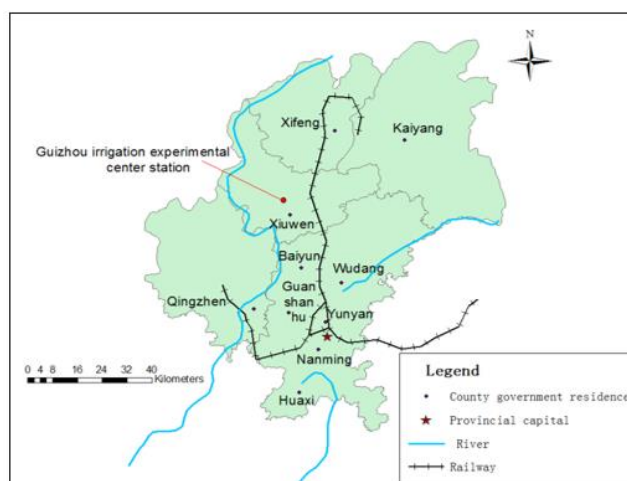 N
Xifeng
Kaiyang
Guizhou irrigation experimental
center station
Xiuwen
Baiyun
Wudang
Guan
shan
hu
Qingzhen
Yunyan
Nanming
Huaxi
0 4 8 16 24 32 40
Kilometers
Legend
County government residence
Provincial capital
River
Railway